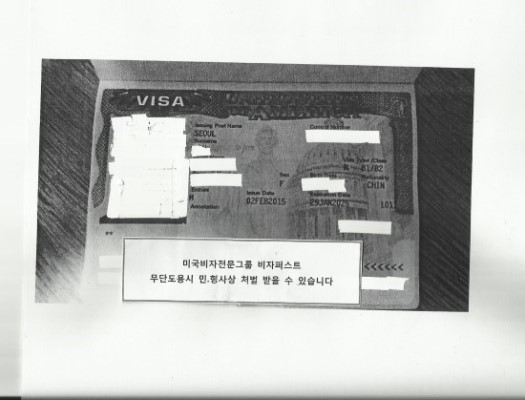 VISA
Issuing Post Name
SEOUL
Surname
Control Number
Visa Type /Class
R B1/B2
Sex
F
Nationality
CHIN
Entries
M
Issue Date
02FEB2015
Expiration Date
Annotation
101
**
미국비자전문그룹 비자퍼스트
무단도용시 민.형사상 처벌 받을 수 있습니다
<<<<<<